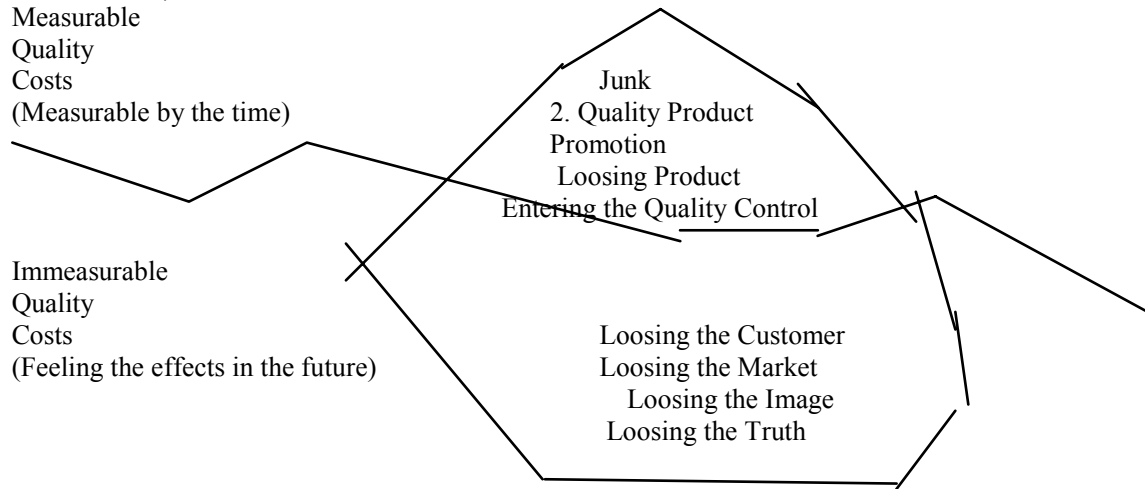 Measurable
Quality
Costs
(Measurable by the time)
Junk
2. Quality Product
Promotion
Loosing Product
Entering the Quality Control
Immeasurable
Quality
Costs
(Feeling the effects in the future)
Loosing the Customer
Loosing the Market
Loosing the Image
Loosing the Truth